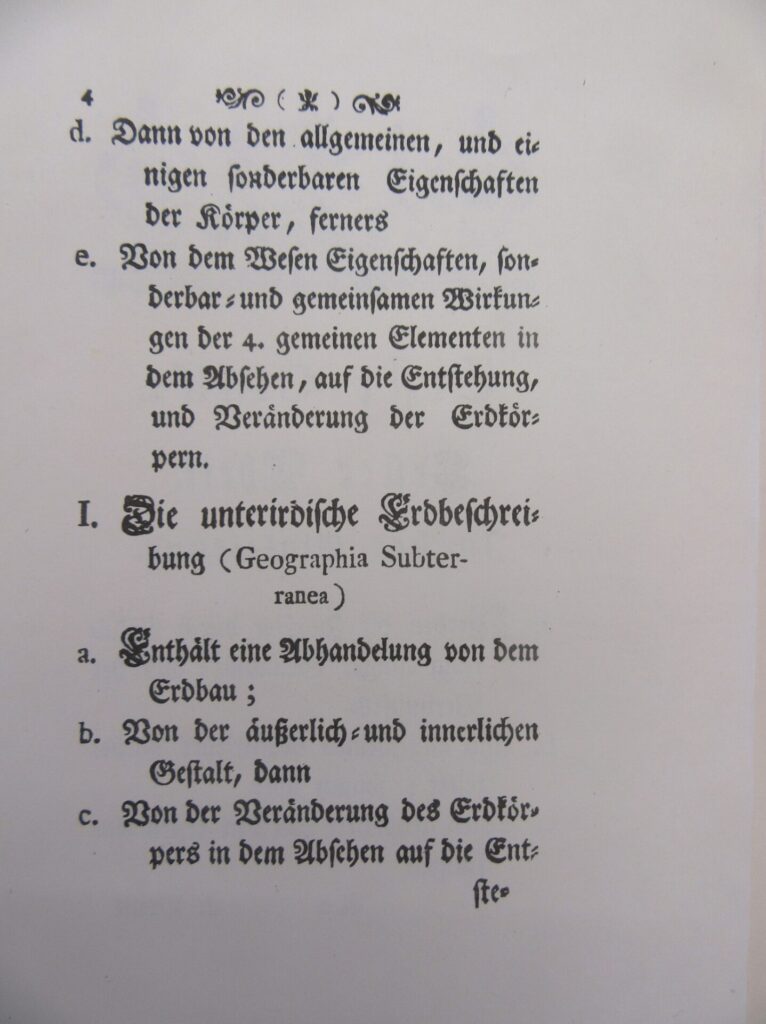 4 ( )
d. Dann von den allgemeinen, und ei⸗
nigen ſonderbaren Eigenſchaften
der Körper, ferners
e. Von dem Weſen Eigenſchaften, ſon⸗
derbar⸗und gemeinſamen Wirkun⸗
gen der 4. gemeinen Elementen in
dem Abſehen, auf die Entſtehung,
und Veränderung der Erdkör⸗
pern.
I. Die unterirdiſche Erdbeſchrei⸗
bung (Geographia Subter-
ranea)
a. Enthält eine Abhandelung von dem
Erdbau;
b. Von der äußerlich⸗und innerlichen
Geſtalt, dann
c. Von der Veränderung des Erdkör⸗
pers in dem Abſehen auf die Ent⸗
ſte⸗